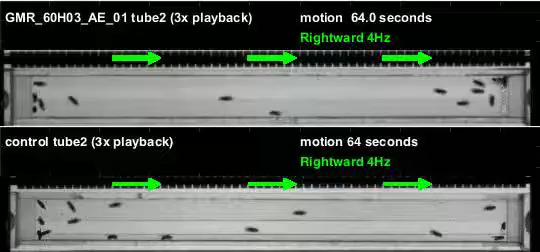 GMR_60H03_AE_01 tube2 (3x playback)
motion  64.0 seconds
Rightward 4Hz
control tube2 (3x playback)
motion 64 seconds
Rightward 4Hz